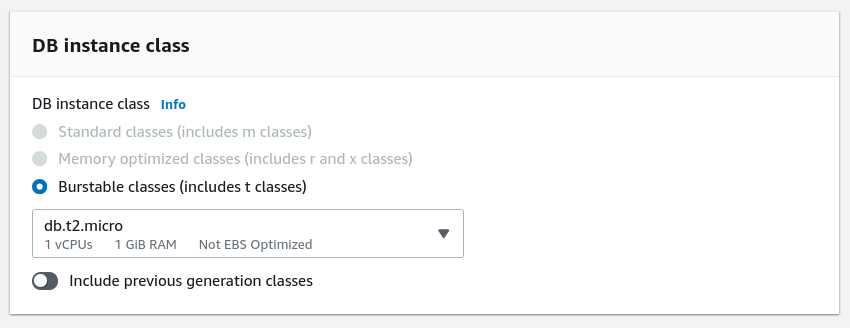 DB instance class
DB instance class Info
Standard classes (includes m classes)
Memory optimized classes (includes r and x classes)
Burstable classes (includes t classes)
db.t2.micro
1 vCPUs 1 GiB RAM Not EBS Optimized
Include previous generation classes